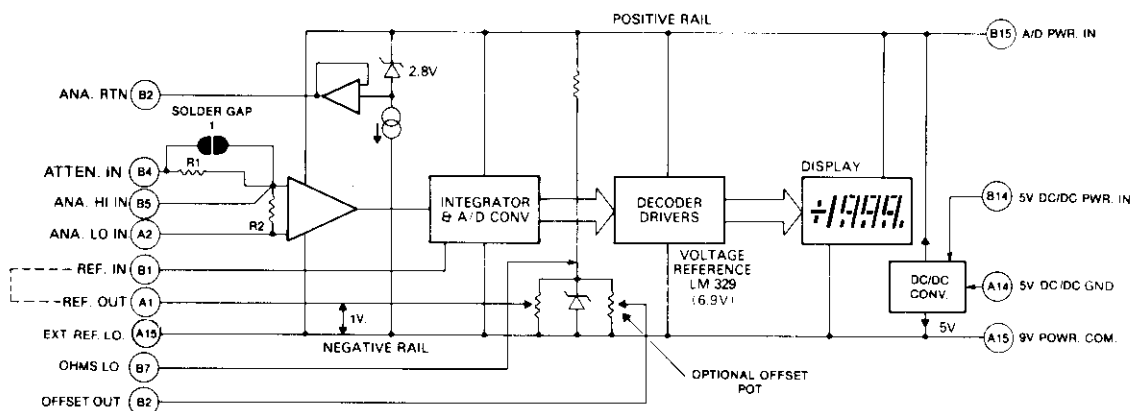 POSITIVE RAIL
B15 A/D PWR. IN
2.8V
ANA. RTN B2
SOLDER GAP
1
ATTEN. IN B4
R1
ANA. HI IN B5
R2
ANA. LO IN A2
INTEGRATOR
& A/D CONV
DECODER
DRIVERS
DISPLAY
B14 5V DC/DC PWR. IN
REF. IN B1
VOLTAGE
REFERENCE
LM 329
(6.9V)
REF. OUT A1
DC/DC
CONV.
A14 5V DC/DC GND
1V.
5V
EXT REF. LO. A15
NEGATIVE RAIL
A15 9V POWR. COM.
OHMS LO B7
OPTIONAL OFFSET
POT
OFFSET OUT B2